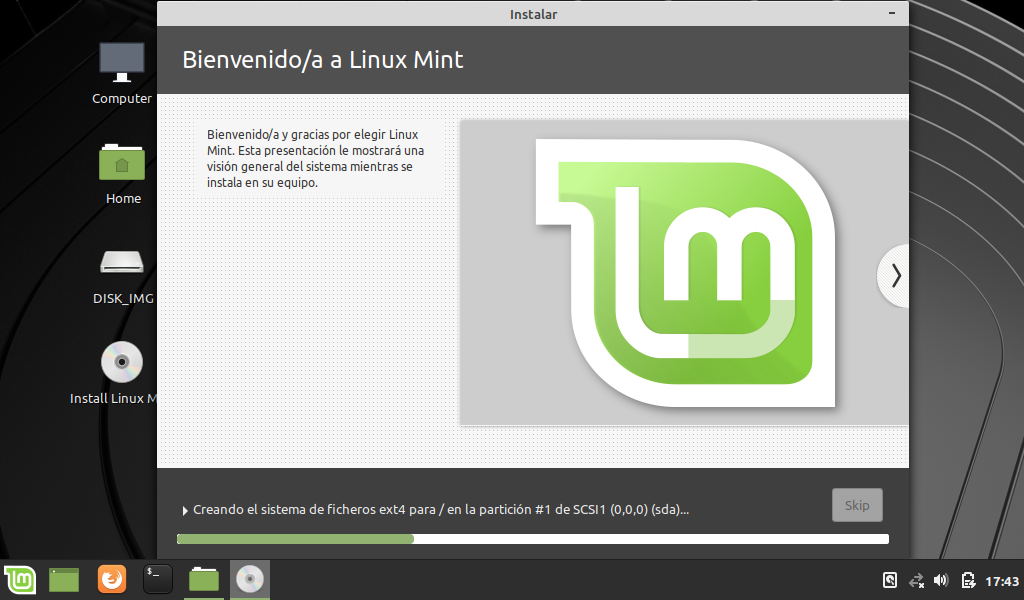 Instalar
Bienvenido/a a Linux Mint
Computer
Home
DISK_IMG
Install Linux M
Bienvenido/a y gracias por elegir Linux
Mint. Esta presentación le mostrará una
visión general del sistema mientras se
instala en su equipo.
Creando el sistema de ficheros ext4 para / en la partición #1 de SCSI1 (0,0,0) (sda)...
Skip
$_
17:43